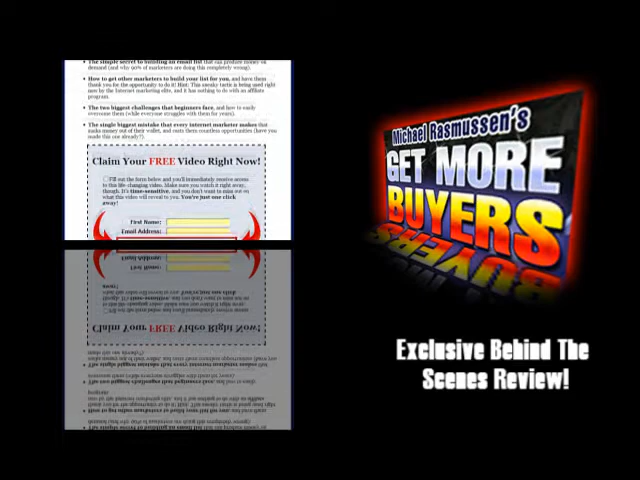 The simple secret to building an email list that can produce money on
demand (and why 90% of marketers are doing this completely wrong).
How to get other marketers to build your list for you, and have them
thank you for the opportunity to do it! Hint: This sneaky tactic is being used right
now by the Internet marketing elite, and it has nothing to do with an affiliate
program.
The two biggest challenges that beginners face, and how to easily
overcome them (while everyone struggles with them for years).
The single biggest mistake that every internet marketer makes that
makes money out of their wallet, and costs them countless opportunities (have you
made this one already?).
Claim Your FREE Video Right Now!
Fill out the form below and you'll immediately receive access
to this life-changing video. Make sure you watch it right away,
though. It's time-sensitive, and you don't want to miss out on
what this video will reveal to you. You're just one click
away!
First Name:
Email Address:
Michael Rasmussen's
GET MORE
BUYERS
Exclusive Behind The
Scenes Review!